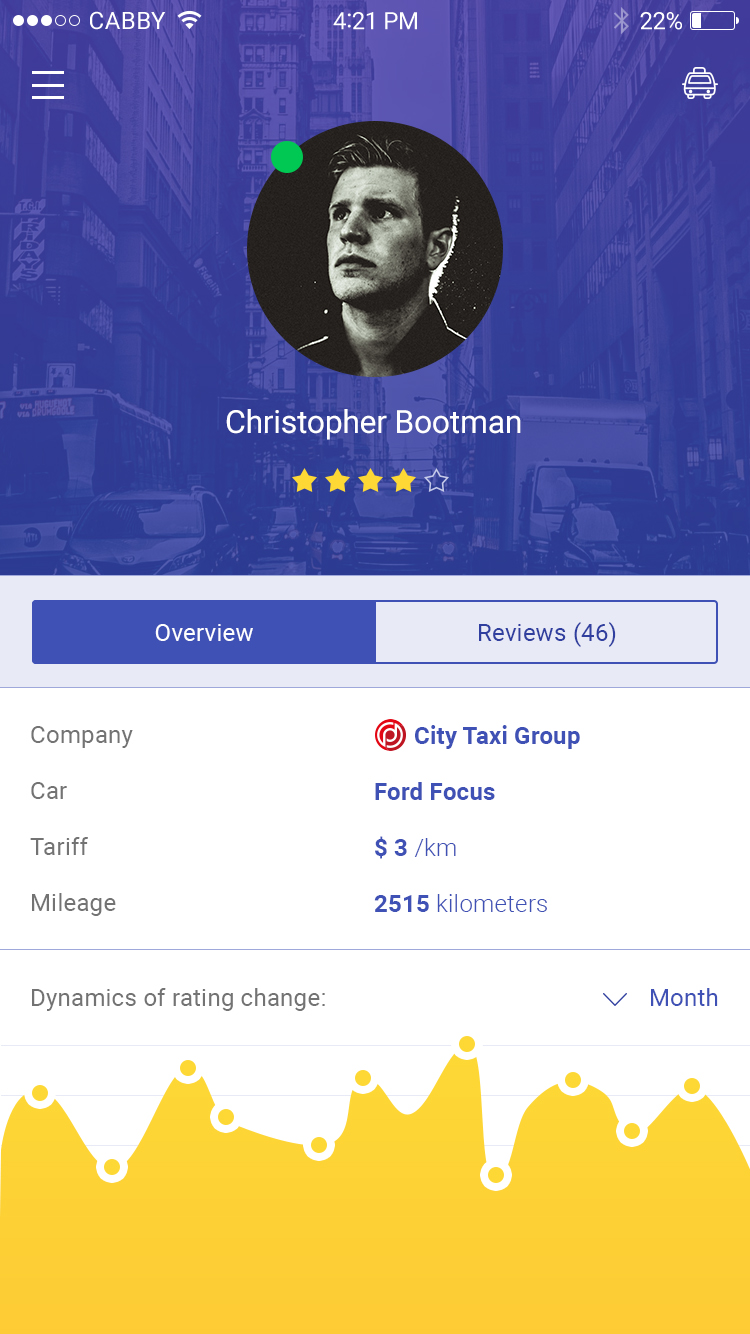 CABBY
4:21 PM
22%
T.G.I.
FRIDAYS
Christopher Bootman
Overview
Reviews (46)
Company
City Taxi Group
Car
Ford Focus
Tariff
$ 3 /km
Mileage
2515 kilometers
Dynamics of rating change:
Month